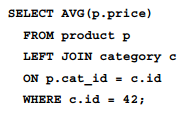 SELECT AVG(p.price)
FROM product p
LEFT JOIN category c
ON p.cat_id = c.id
WHERE c.id = 42;